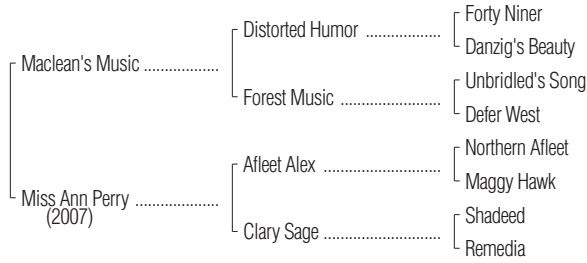 Forty Niner
Distorted Humor ..................
Danzig's Beauty
Maclean's Music ..................
Unbridled's Song
Forest Music ........................
Defer West
Northern Afleet
Afleet Alex ............................
Maggy Hawk
Miss Ann Perry ....................
(2007)
Shadeed
Clary Sage ............................
Remedia